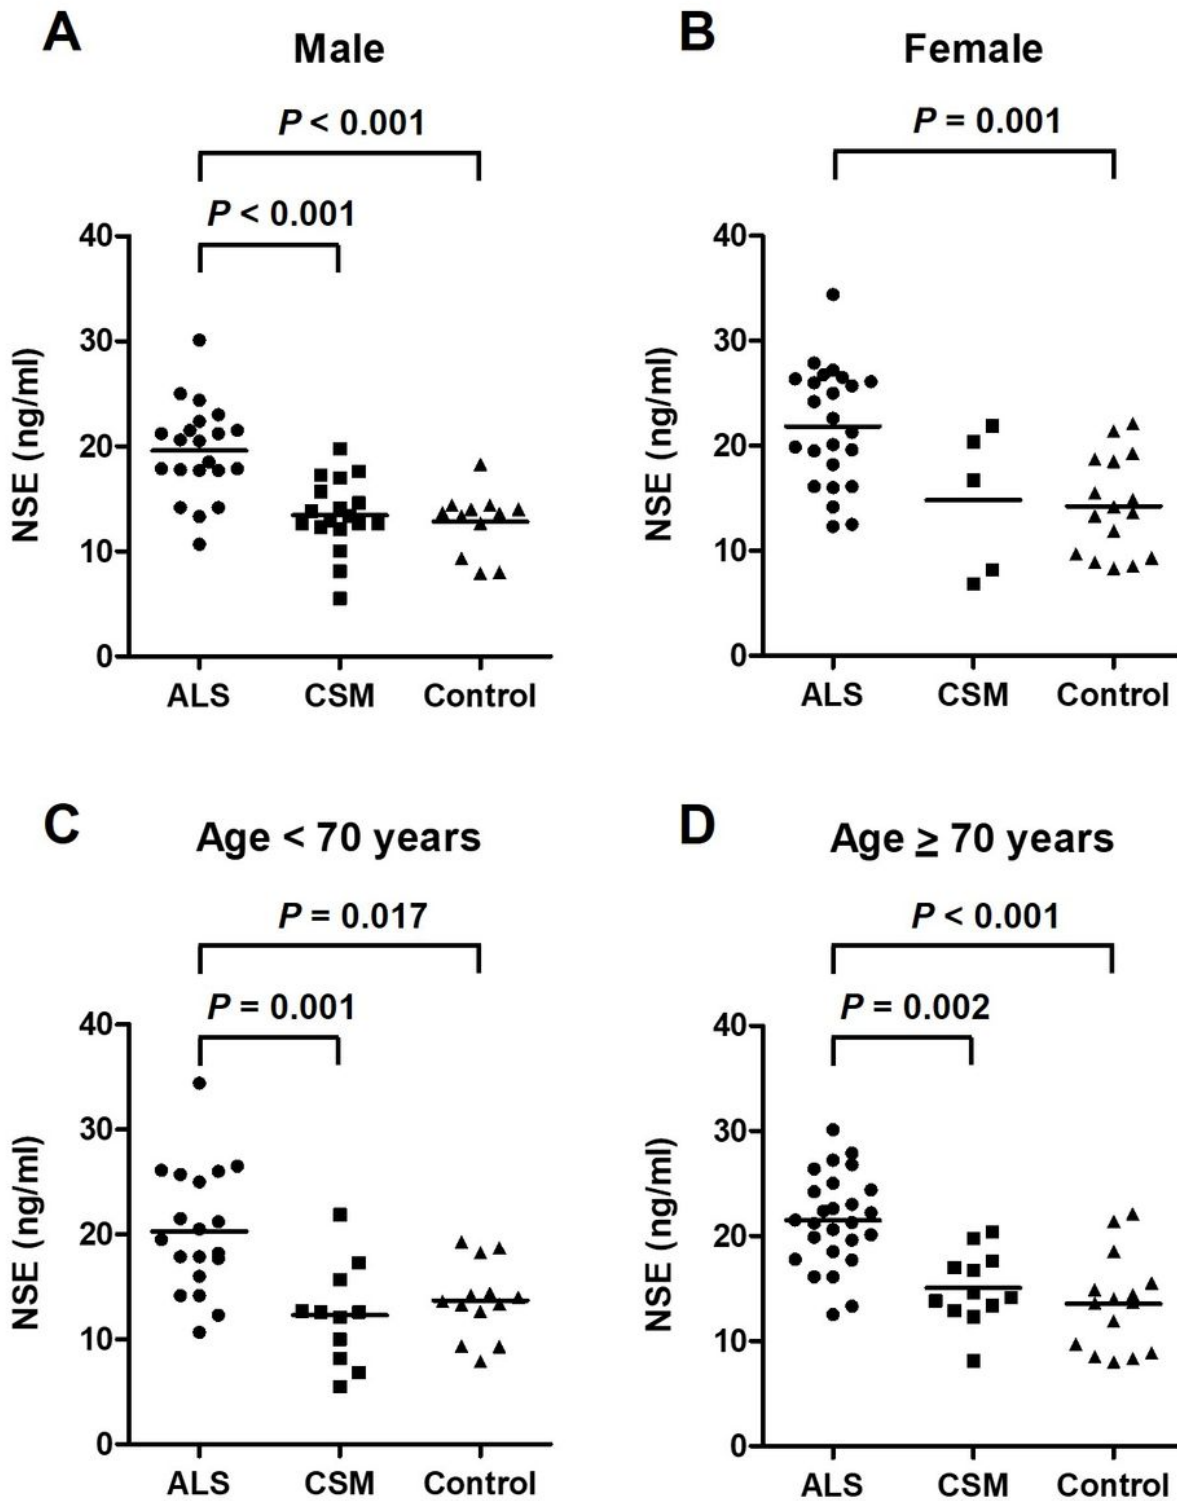 A
Male
P < 0.001
P < 0.001
40
30
20
10
0
NSE (ng/ml)
ALS CSM Control
B
Female
P = 0.001
40
30
20
10
0
NSE (ng/ml)
ALS CSM Control
C
Age < 70 years
P = 0.017
P = 0.001
40
30
20
10
0
NSE (ng/ml)
ALS CSM Control
D
Age ≥ 70 years
P < 0.001
P = 0.002
40
30
20
10
0
NSE (ng/ml)
ALS CSM Control